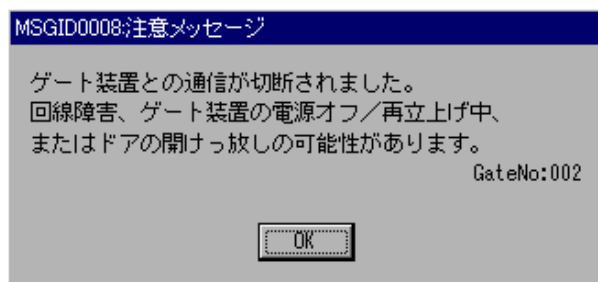 MSGID0008:注意メッセージ
ゲート装置との通信が切断されました。
回線障害、ゲート装置の電源オフ／再立上げ中、
またはドアの開けっ放しの可能性があります。
GateNo:002
OK